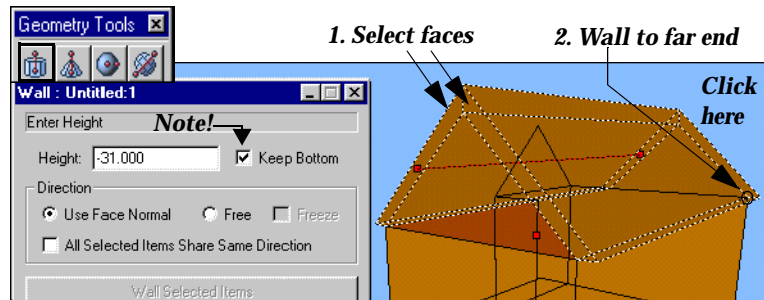 Geometry Tools
1. Select faces
2. Wall to far end
Click
here
Wall : Untitled:1
Enter Height
Note!
Height: -31.000
Keep Bottom
Direction
Use Face Normal
Free
Freeze
All Selected Items Share Same Direction
Wall Selected Items